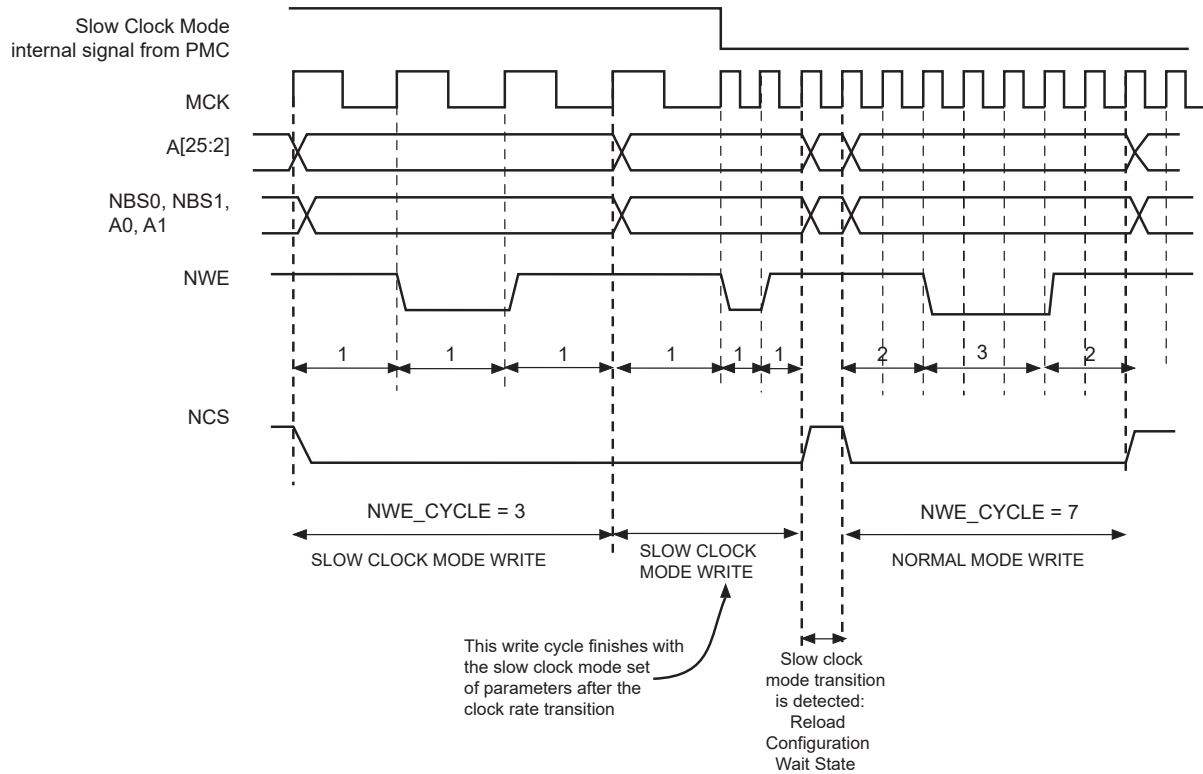 Slow Clock Mode
internal signal from PMC
MCK
A[25:2]
NBS0, NBS1,
A0, A1
NWE
1 1 1 1 1 1 2 3 2
NCS
NWE_CYCLE = 3 NWE_CYCLE = 7
SLOW CLOCK MODE WRITE
SLOW CLOCK
MODE WRITE
NORMAL MODE WRITE
This write cycle finishes with
the slow clock mode set
of parameters after the
clock rate transition
Slow clock
mode transition
is detected:
Reload
Configuration
Wait State